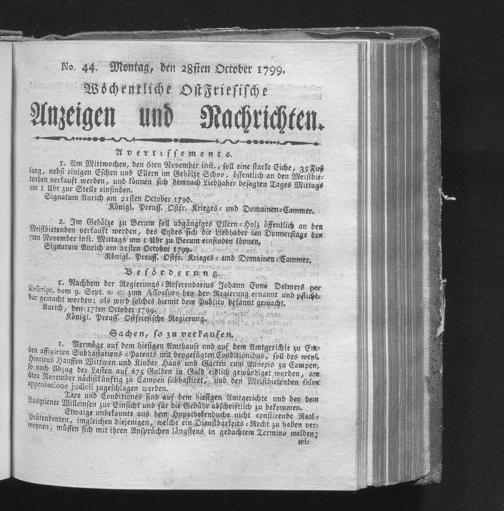 No. 44. Montag, den 28sten October 1799.
Wöchentliche OstFriesische
Anzeigen und Nachrichten.
Avertissements.
1. Am Mittwochen, den 6ten November inst., soll eine starke Eiche, 35 Fuß
lang, nebst einigen Eschen und Ellern im Gehölze Schoo, öffentlich an den Meistbie-
tenden verkauft werden, und können sich demnach Liebhaber besagten Tages Mittags
um 1 Uhr zur Stelle einfinden.
Signatum Aurich am 21sten October 1799.
Königl. Preuss. Ostfr. Krieges- und Domainen-Cammer.
2. Im Gehölze zu Berum soll abgängiges Ellern-Holz öffentlich an den
Meistbietenden verkauft werden, des Endes sich die Liebhaber am Donnerstage den
7ten November inst. Mittags um 1 Uhr zu Berum einfinden können.
Signatum Aurich am 21sten October 1799.
Königl. Preuss. Ostfr. Krieges- und Domainen-Cammer.
Beförderung.
1. Nachdem der Regierungs-Referendarius Johann Enno Detmers per
Rescript. vom 9. Sept. a. c. zum Assessore bey der Regierung ernannt und pflicht-
bar gemacht worden: als wird solches hiemit dem Publico bekannt gemacht.
Aurich, den 17ten October 1799.
Königl. Preuss. Ostfriesische Regierung.
Sachen, so zu verkaufen.
1. Vermöge auf dem hiesigen Amthause und auf dem Amtgerichte zu Em-
den affigirten Subhastations-Patents mit beygefügten Conditionibus, soll des weyl.
Hinricus Hanssen Wittwen und Kinder Haus und Garten cum Annexis zu Campen,
so nach Abzug der Lasten auf 675 Gulden in Gold eidlich gewürdiget worden, am
November nächstkünftig zu Campen subhastiret, und den Meistbietenden salva
approbatione judicii zugeschlagen werden.
Taxe und Conditiones sind auf dem hiesigen Amtgerichte und bey dem
Ausmiener Willemsen zur Einsicht und für die Gebühr abschriftlich zu bekommen.
Etwaige unbekannte aus dem Hypothekenbuche nicht constirende Real-
Prätendenten, imgleichen diejenigen, welche ein Dienstbarkeits-Recht zu haben ver-
meynen, müssen sich mit ihren Ansprüchen längstens in gedachtem Termino melden;